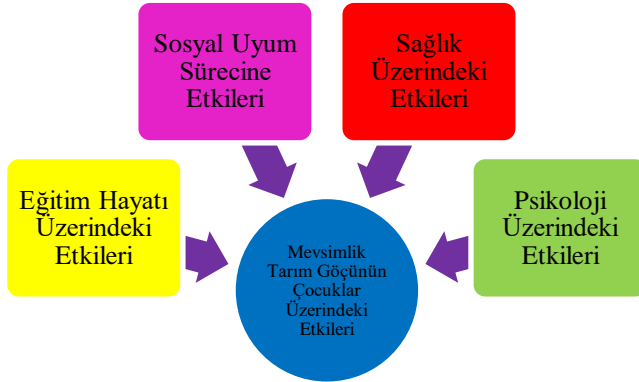 Sosyal Uyum
Sürecine
Etkileri
Sağlık
Üzerindeki
Etkileri
Eğitim Hayatı
Üzerindeki
Etkileri
Psikoloji
Üzerindeki
Etkileri
Mevsimlik
Tarım Göçünün
Çocuklar
Üzerindeki
Etkileri